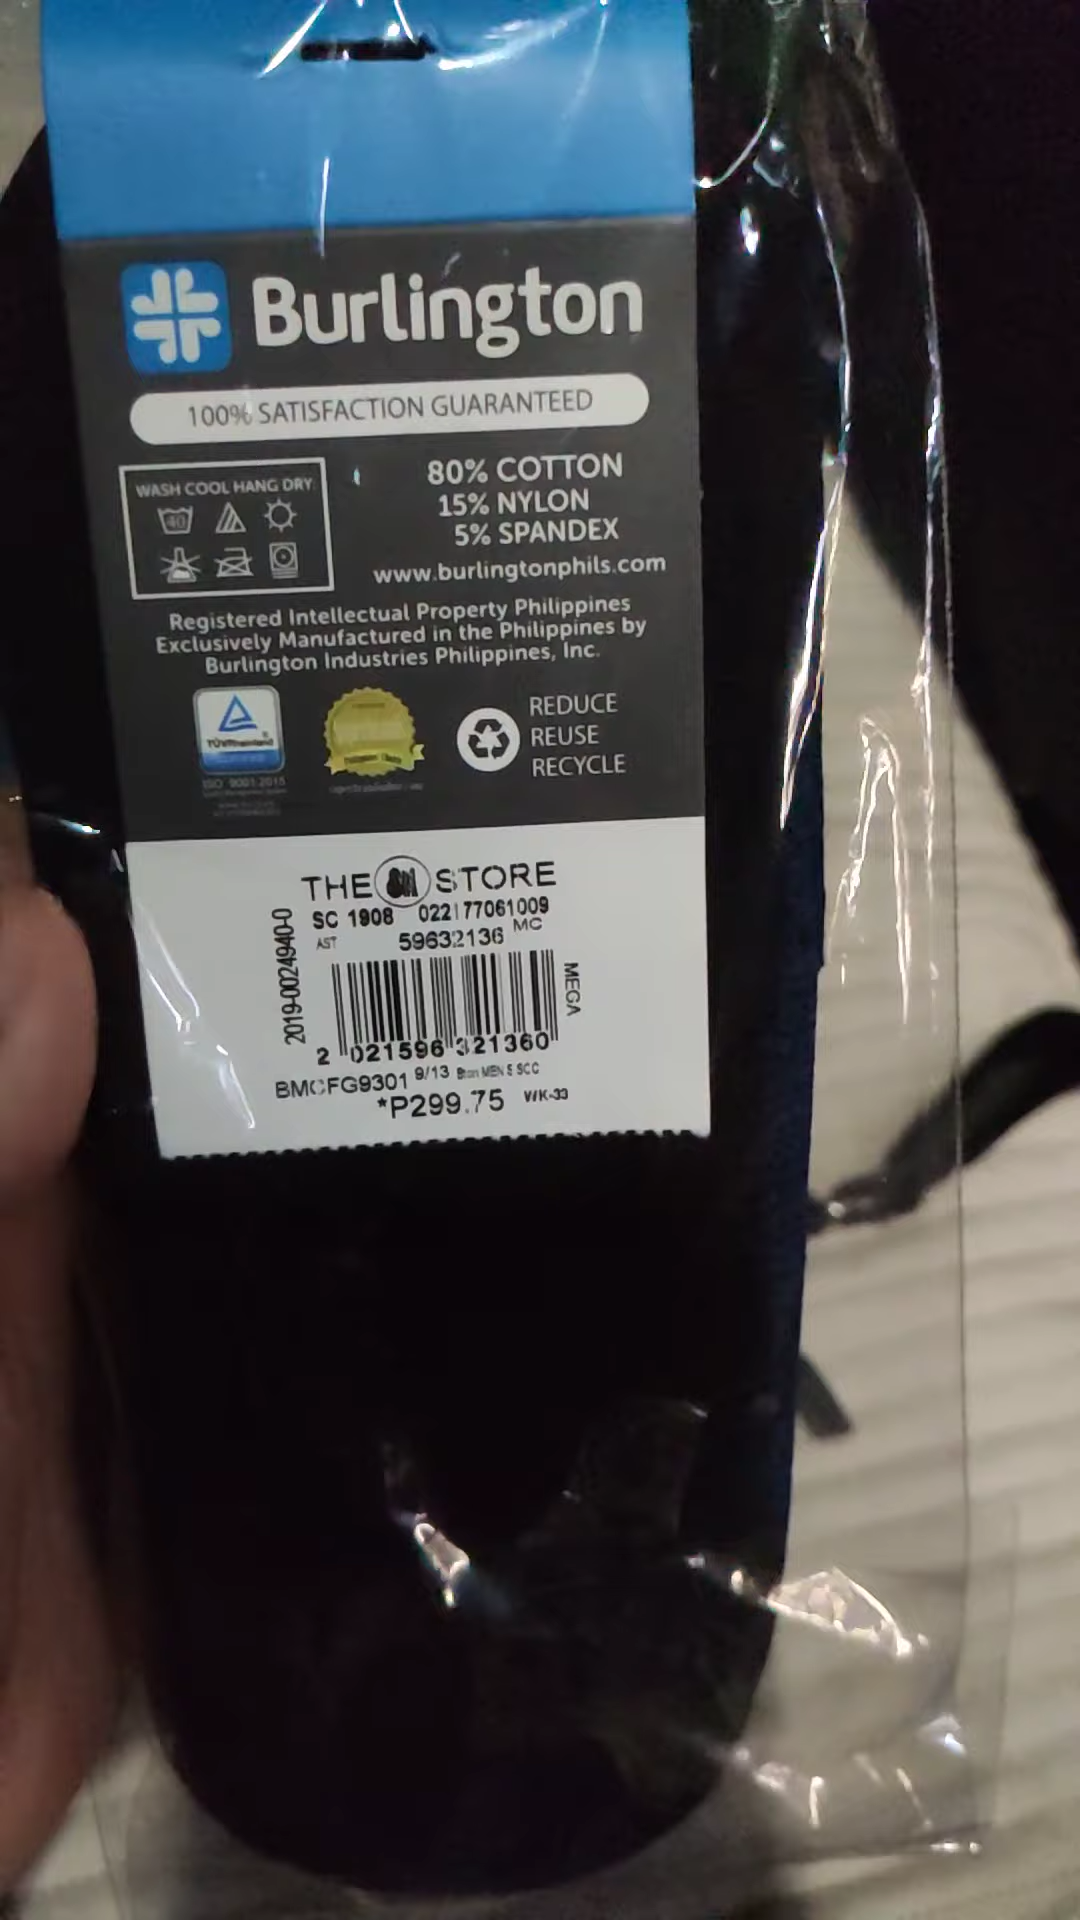 Burlington
100% SATISFACTION GUARANTEED
WASH COOL HANG DRY
40
80% COTTON
15% NYLON
5% SPANDEX
www.burlingtonphils.com
Registered Intellectual Property Philippines
Exclusively Manufactured in the Philippines by
Burlington Industries Philippines, Inc.
TÜVRheinland
ISO 9001:2015
REDUCE
REUSE
RECYCLE
THE SM STORE
SC 1908 022177061009
AST 59632136 MC
2019-0024940-0
MEGA
2 021596 321360
BMCFG9301 9/13 Bton MEN S SCC
*P299.75 WK-33